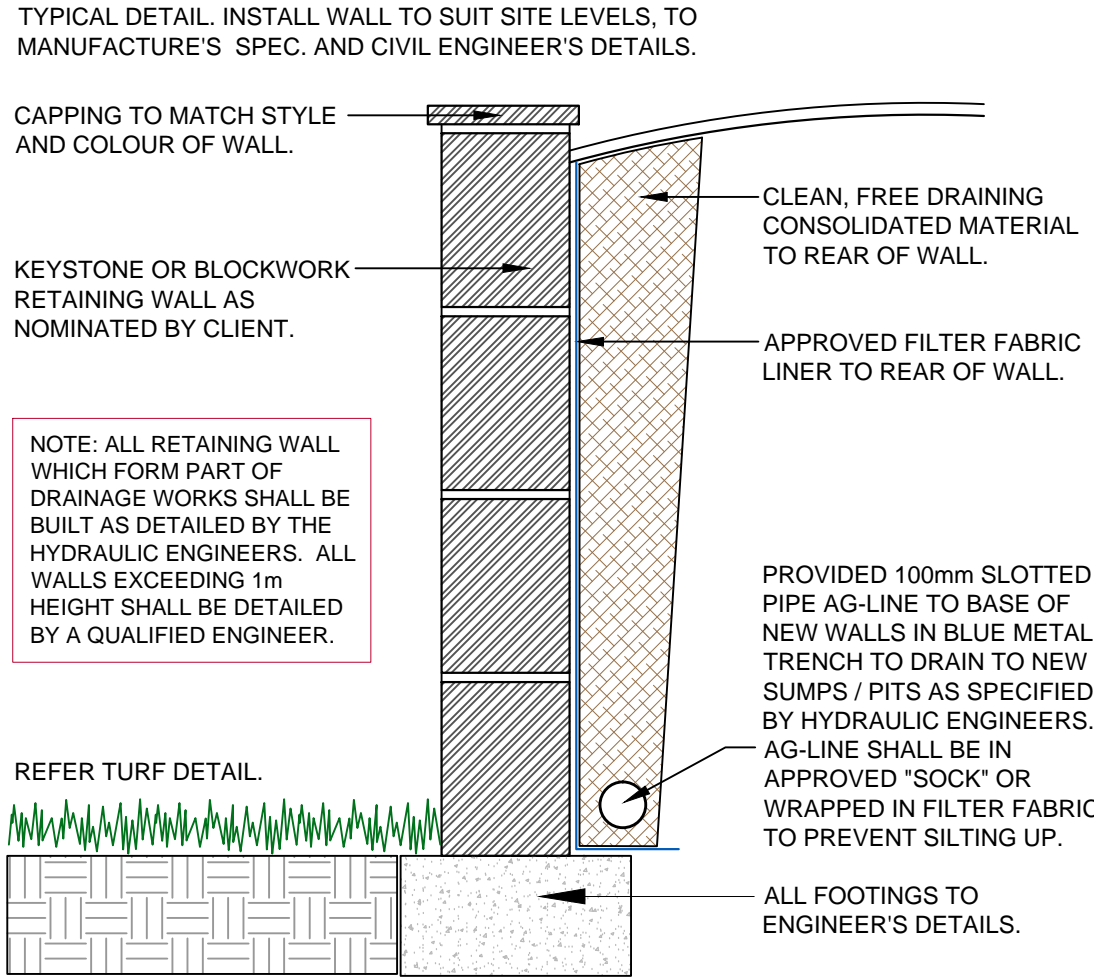 TYPICAL DETAIL. INSTALL WALL TO SUIT SITE LEVELS, TO
MANUFACTURE'S SPEC. AND CIVIL ENGINEER'S DETAILS.
CAPPING TO MATCH STYLE
AND COLOUR OF WALL.
KEYSTONE OR BLOCKWORK
RETAINING WALL AS
NOMINATED BY CLIENT.
NOTE: ALL RETAINING WALL
WHICH FORM PART OF
DRAINAGE WORKS SHALL BE
BUILT AS DETAILED BY THE
HYDRAULIC ENGINEERS. ALL
WALLS EXCEEDING 1m
HEIGHT SHALL BE DETAILED
BY A QUALIFIED ENGINEER.
REFER TURF DETAIL.
CLEAN, FREE DRAINING
CONSOLIDATED MATERIAL
TO REAR OF WALL.
APPROVED FILTER FABRIC
LINER TO REAR OF WALL.
PROVIDED 100mm SLOTTED
PIPE AG-LINE TO BASE OF
NEW WALLS IN BLUE METAL
TRENCH TO DRAIN TO NEW
SUMPS / PITS AS SPECIFIED
BY HYDRAULIC ENGINEERS.
AG-LINE SHALL BE IN
APPROVED "SOCK" OR
WRAPPED IN FILTER FABRIC
TO PREVENT SILTING UP.
ALL FOOTINGS TO
ENGINEER'S DETAILS.